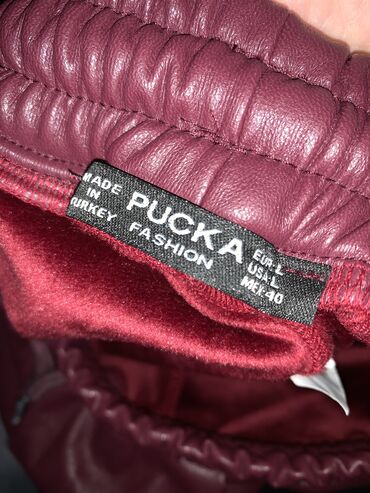 MADE
IN
TURKEY
PUCKA
FASHION
EUR:L
USA:L
MEX:40